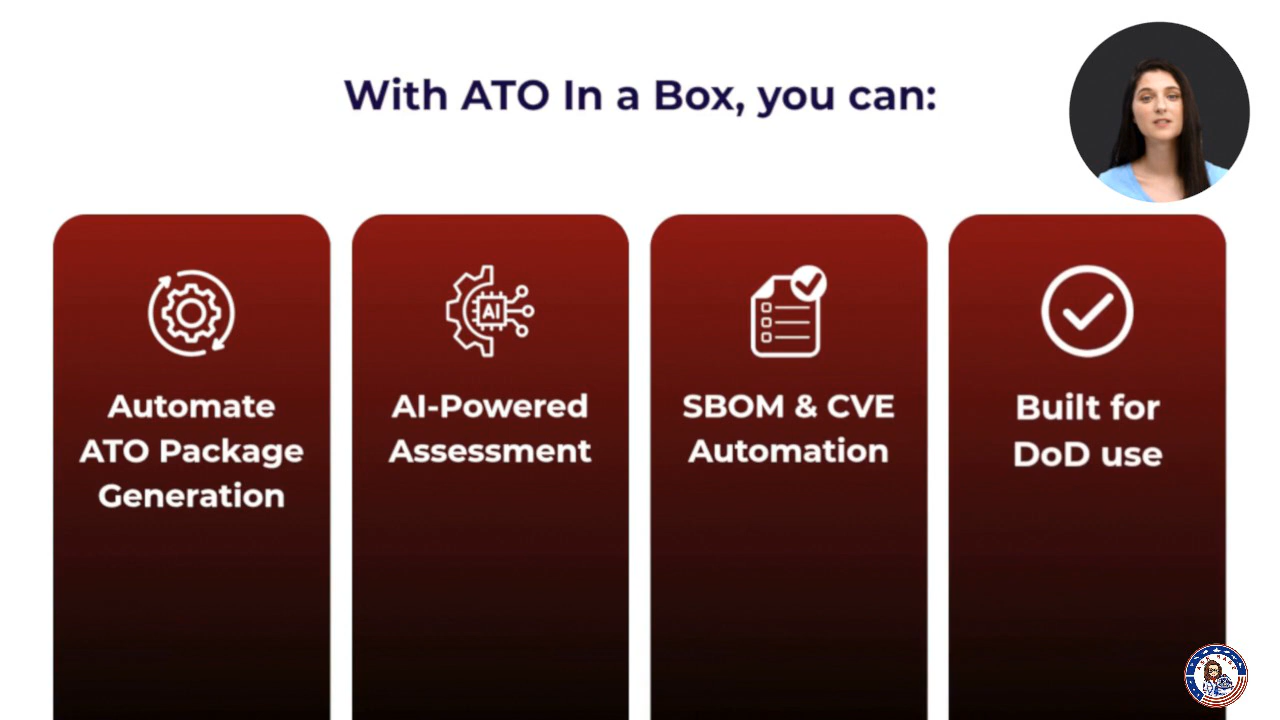 With ATO In a Box, you can:
Automate
ATO Package
Generation
AI
AI-Powered
Assessment
SBOM & CVE
Automation
Built for
DoD use